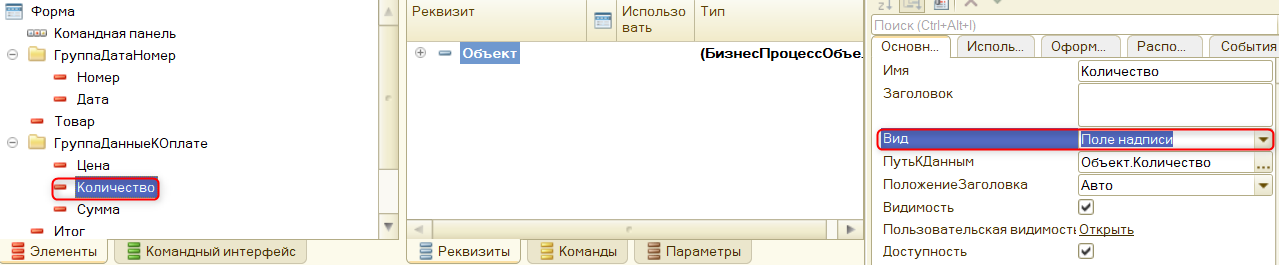 Форма
Командная панель
ГруппаДатаНомер
Номер
Дата
Товар
ГруппаДанныеКОплате
Цена
Количество
Сумма
Итог
Элементы
Командный интерфейс
Реквизит
Использо
вать
Тип
Объект
(БизнесПроцессОбъе.
Реквизиты
Команды
Параметры
Поиск (Ctrl+Alt+I)
Основн...
Исполь...
Оформ...
Распо...
События
Имя
Количество
Заголовок
Вид
Поле надписи
ПутьКДанным
Объект.Количество
...
ПоложениеЗаголовка
Авто
Видимость
Пользовательская видимость
Открыть
Доступность